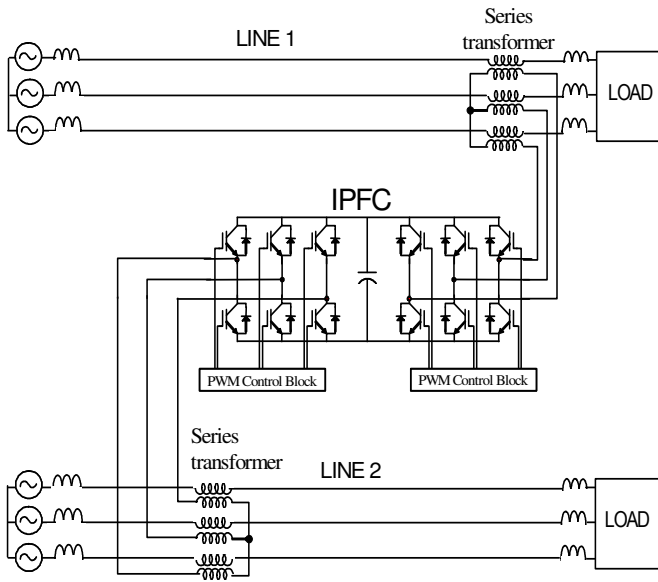 Series
transformer
LINE 1
LOAD
IPFC
PWM Control Block
PWM Control Block
Series
transformer
LINE 2
LOAD